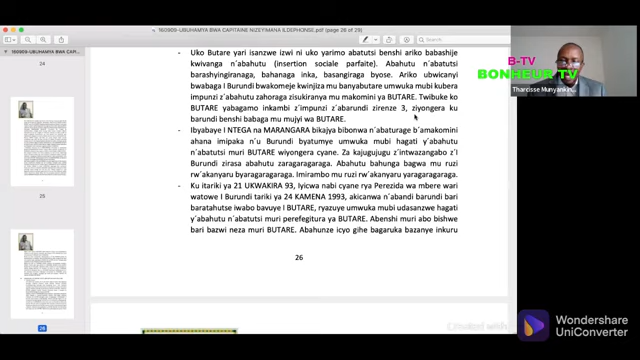 160909-UBUHAMYA BWA CAPITAINE NIZEYIMANA ILDEPHONSE.pdf (page 26 of 29)
160909-UBUHAMYA BWA CAPI...
24
25
26
- Uko Butare yari isanzwe izwi ni uko yarimo abatutsi benshi ariko babashije
kwivanga n'abahutu (insertion sociale parfaite). Abahutu n'abatutsi
barashyingiranaga, bahanaga inka, basangiraga byose. Ariko ubwicanyi
bwabaga I Burundi bwakomeje kwinjiza mu banyabutare umwuka mubi kubera
impunzi z'abahutu zahoraga zisukiranya mu makomini ya BUTARE. Twibuke ko
BUTARE yabagamo inkambi z'impunzi z'abarundi zirenze 3, ziyongera ku
barundi benshi babaga mu mujyi wa BUTARE.
- Ibyabaye I NTEGA na MARANGARA bikajya bibonwa n'abaturage b'amakomini
ahana imipaka n'u Burundi byatumye umwuka mubi hagati y'abahutu
n'abatutsi muri BUTARE wiyongera cyane. Za kajugujugu z'intwazangabo z'I
Burundi zirasa abahutu zaragaragaraga. Abahutu bahunga bagwa mu ruzi
rw'akanyaru byaragaragaraga. Imirambo mu ruzi rw'akanyaru yaragaragaraga.
- Ku itariki ya 21 UKWAKIRA 93, Iyicwa nabi cyane rya Perezida wa mbere wari
watowe I Burundi tariki ya 24 KAMENA 1993, akicanwa n'abandi barundi bari
baratahutse iwabo bavuye I BUTARE, ryazuye umwuka mubi udasanzwe hagati
y'abahutu n'abatutsi muri perefegitura ya BUTARE. Abenshi muri abo bishwe
bari bazwi neza muri BUTARE. Abahunze icyo gihe bagaruka bazanye inkuru
26
B-TV
BONHEUR TV
Tharcisse Munyankin...
Wondershare
UniConverter